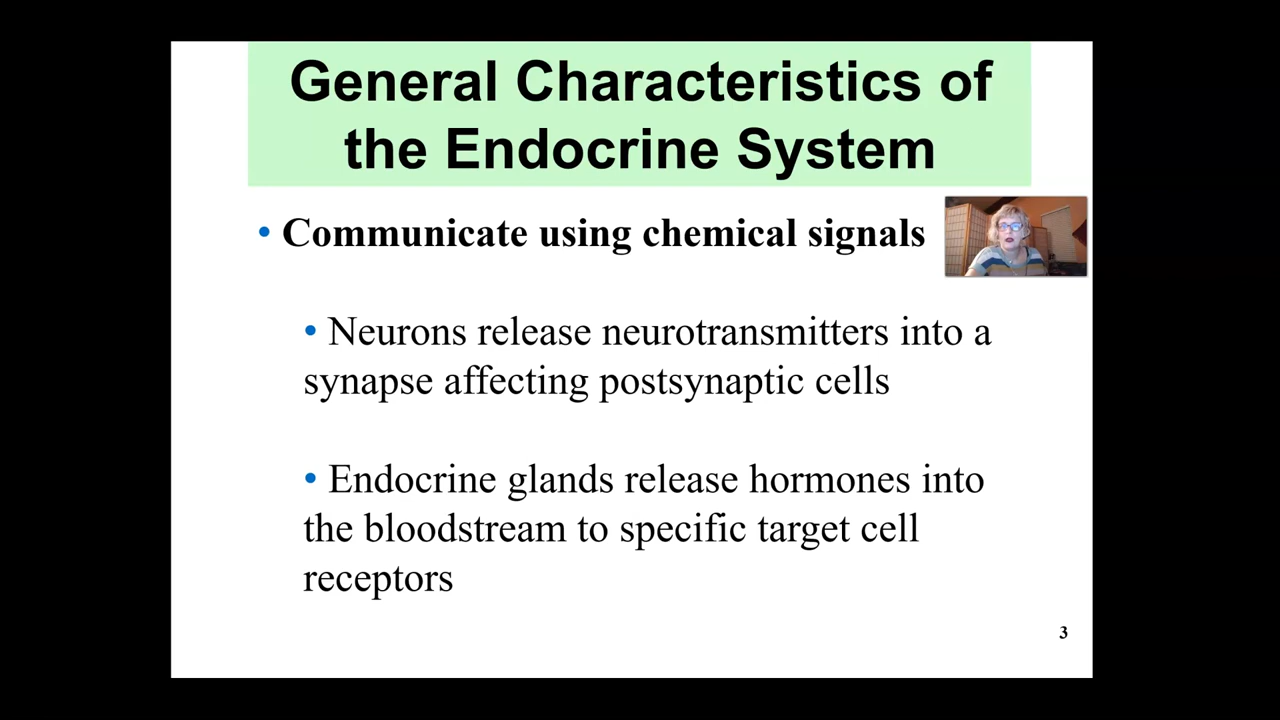 General Characteristics of
the Endocrine System
• Communicate using chemical signals
• Neurons release neurotransmitters into a
synapse affecting postsynaptic cells
• Endocrine glands release hormones into
the bloodstream to specific target cell
receptors
3